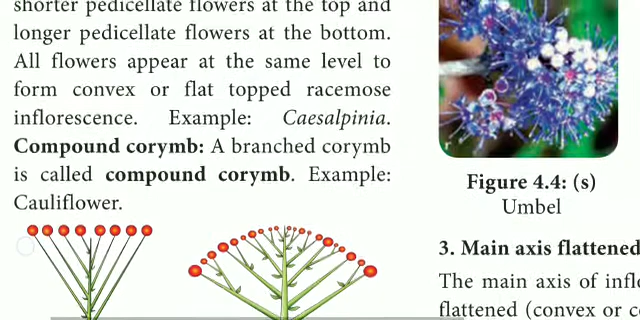 shorter pedicellate flowers at the top and
longer pedicellate flowers at the bottom.
All flowers appear at the same level to
form convex or flat topped racemose
inflorescence. Example: Caesalpinia.
Compound corymb: A branched corymb
is called compound corymb. Example:
Cauliflower.
Figure 4.4: (s)
Umbel
3. Main axis flattened
The main axis of
flattened (convex or